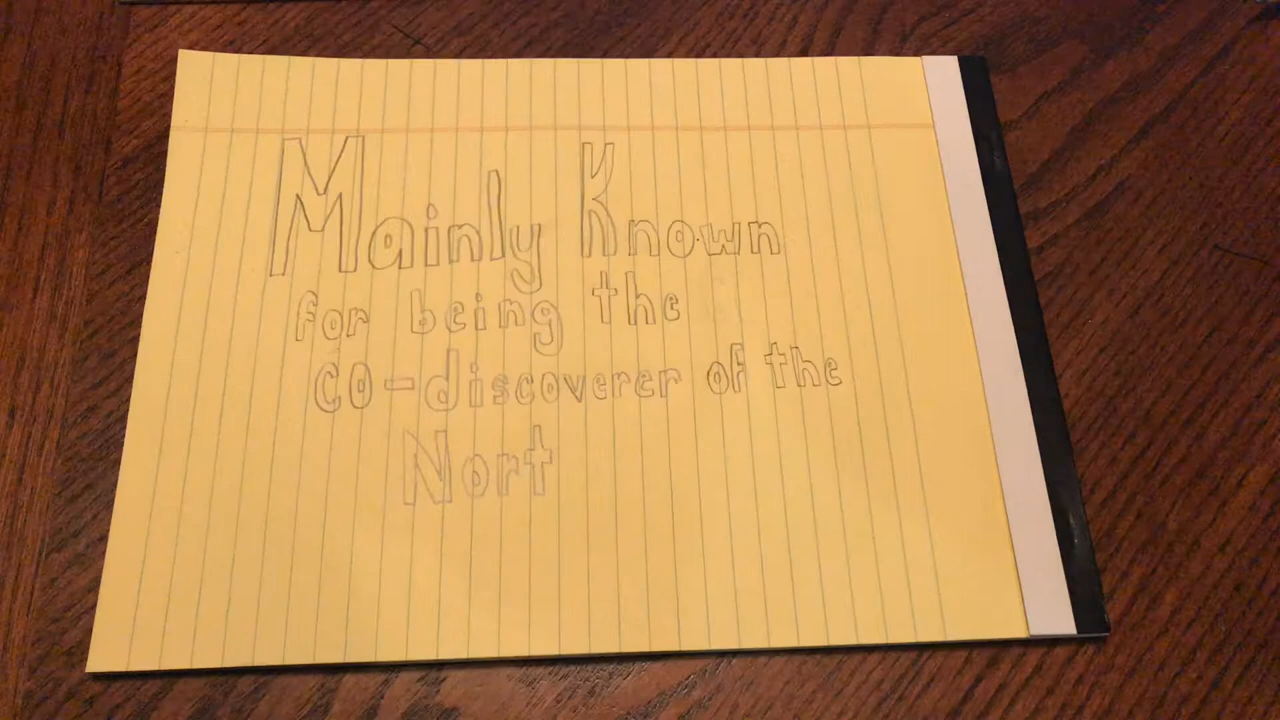 Mainly Known
for being the
co-discoverer of the
Nort